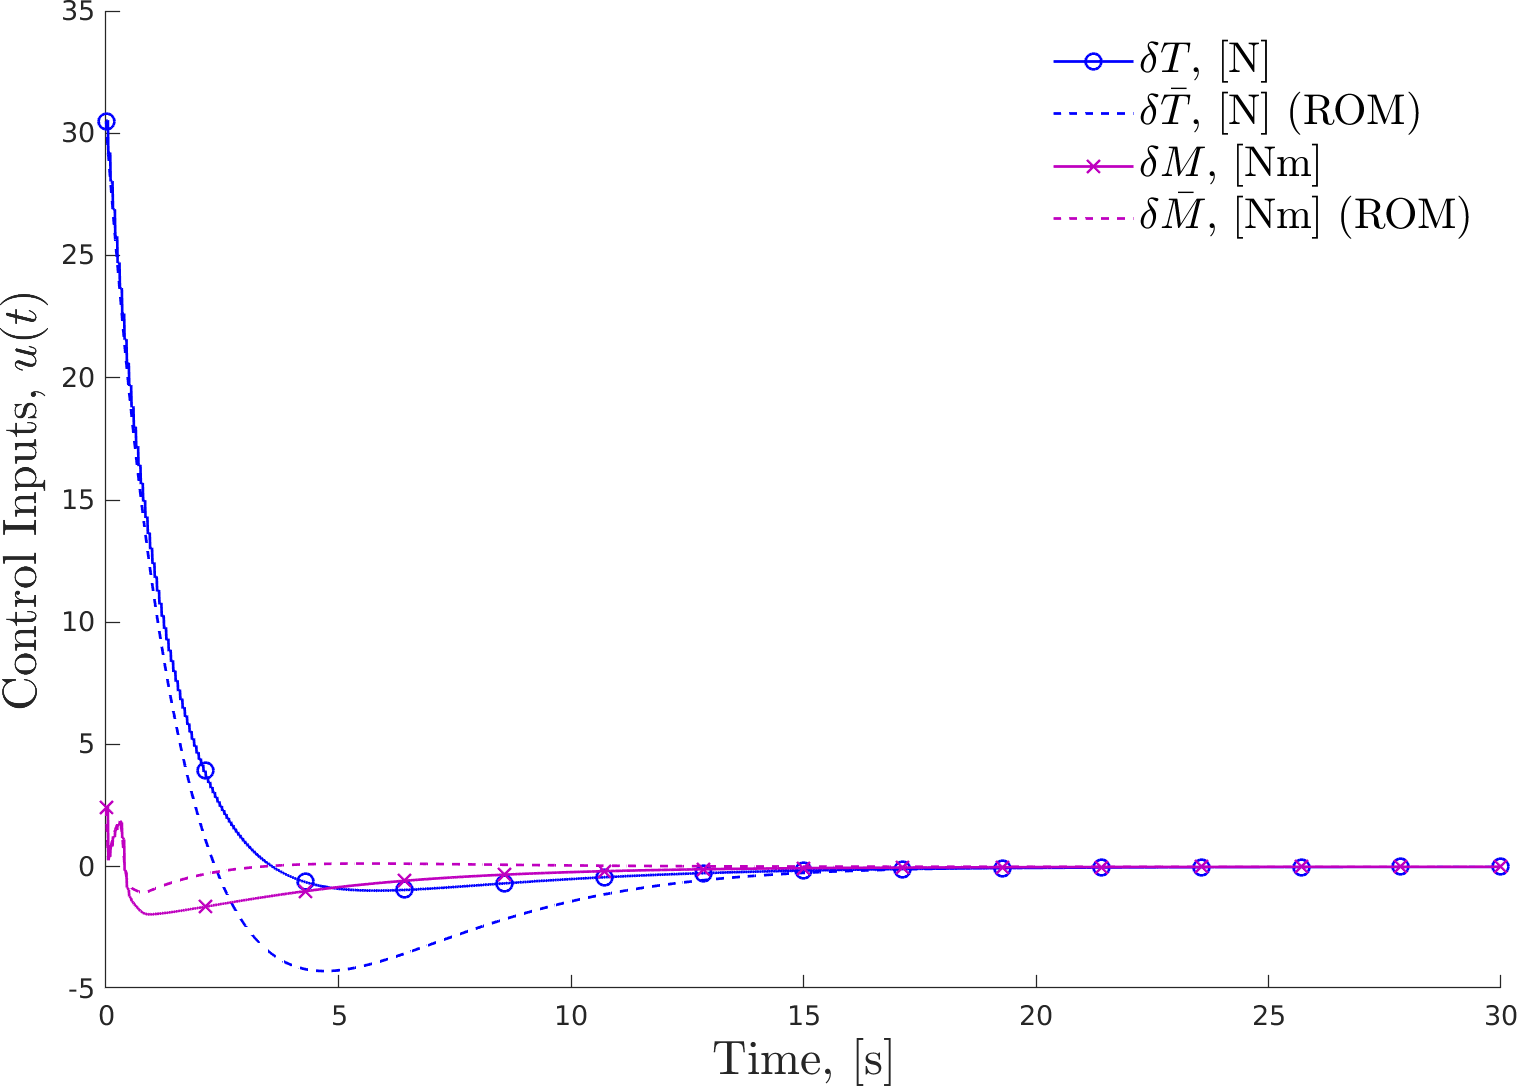 35
30
25
20
15
10
5
0
-5
0 5 10 15 20 25 30
Control Inputs, u(t)
Time, [s]
δT, [N]
δT̄, [N] (ROM)
δM, [Nm]
δM̄, [Nm] (ROM)